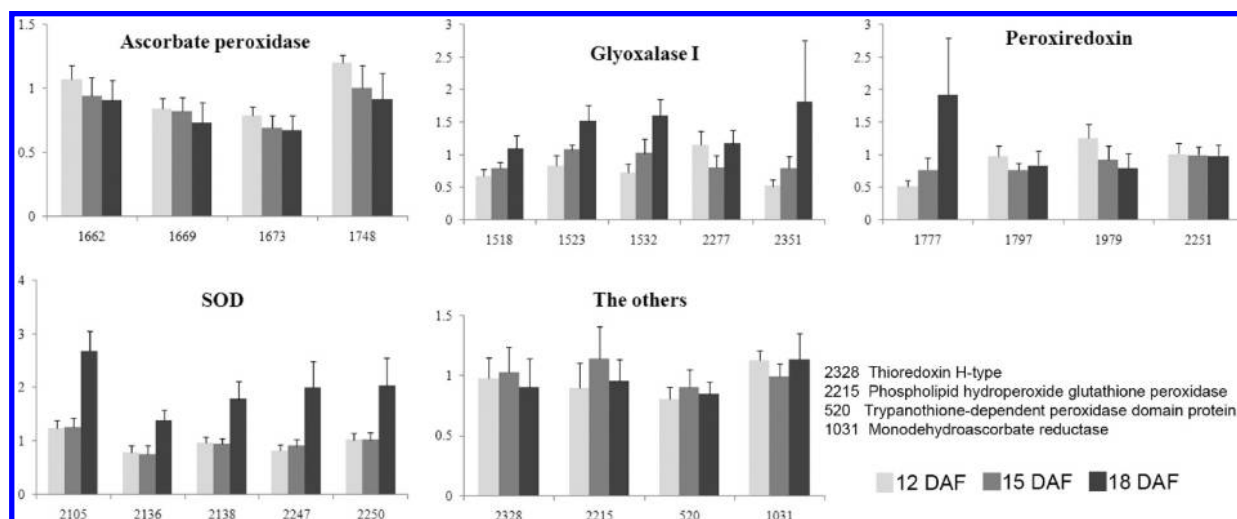 Ascorbate peroxidase
1.5
1
0.5
0
1662 1669 1673 1748
Glyoxalase I
3
2.5
2
1.5
1
0.5
0
1518 1523 1532 2277 2351
Peroxiredoxin
3
2.5
2
1.5
1
0.5
0
1777 1797 1979 2251
SOD
4
3
2
1
0
2105 2136 2138 2247 2250
The others
1.5
1
0.5
0
2328 2215 520 1031
2328 Thioredoxin H-type
2215 Phospholipid hydroperoxide glutathione peroxidase
520 Trypanothione-dependent peroxidase domain protein
1031 Monodehydroascorbate reductase
12 DAF 15 DAF 18 DAF